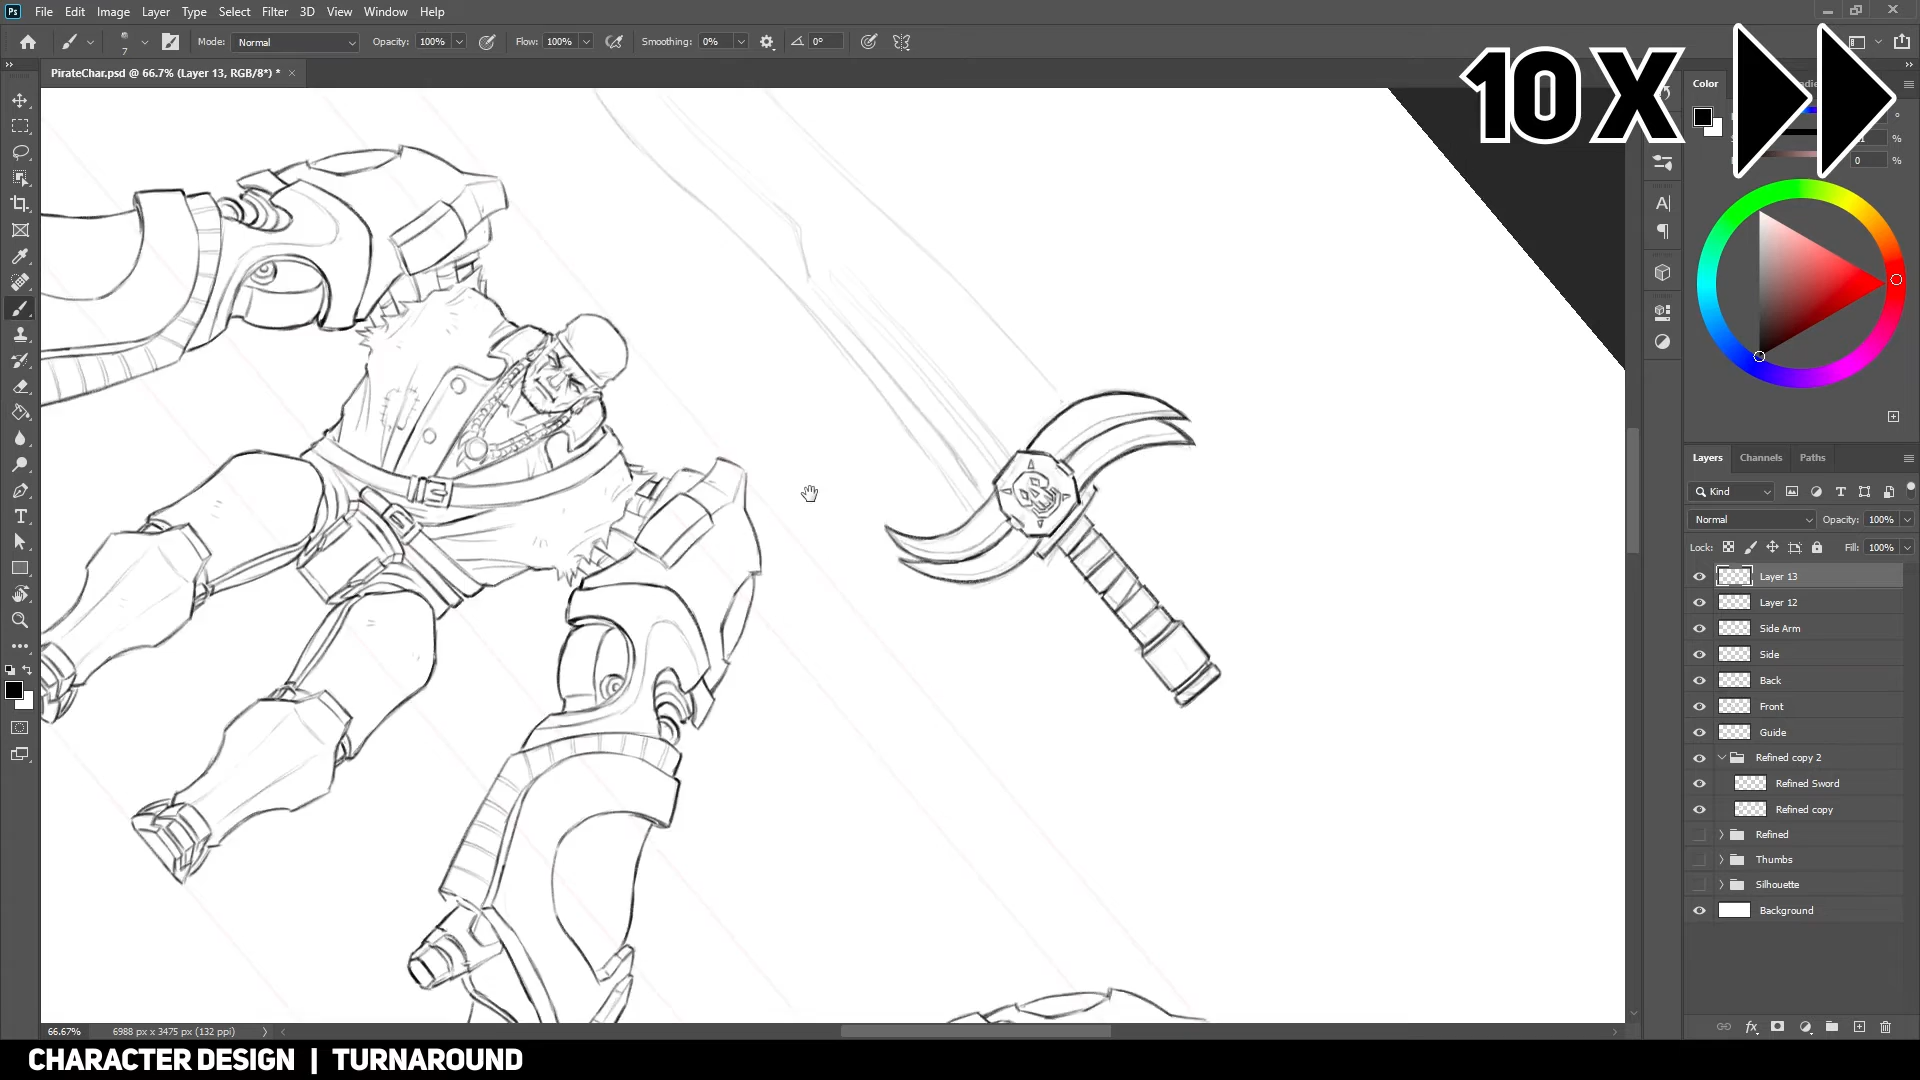 Ps File Edit Image Layer Type Select Filter 3D View Window Help
7 Mode: Normal Opacity: 100% Flow: 100% Smoothing: 0% 0°
PirateChar.psd @ 66.7% (Layer 13, RGB/8*) *
10X
Color
%
0 %
Layers Channels Paths
Kind
Normal Opacity: 100%
Lock: Fill: 100%
Layer 13
Layer 12
Side Arm
Side
Back
Front
Guide
Refined copy 2
Refined Sword
Refined copy
Refined
Thumbs
Silhouette
Background
66.67% 6988 px x 3475 px (132 ppi)
CHARACTER DESIGN | TURNAROUND